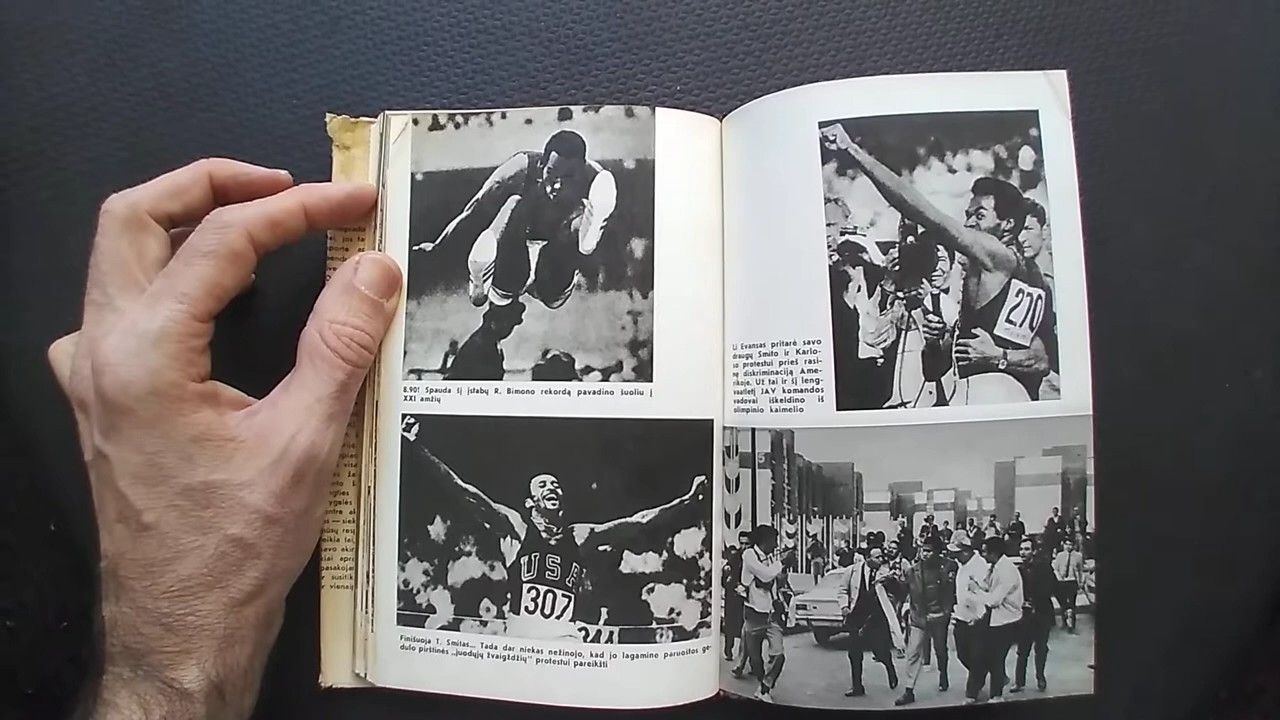 8.90! Spauda šį įstabų R. Bimono rekordą pavadino šuoliu į
XXI amžių
USA
307
Finišuoja T. Smitas... Tada dar niekas nežinojo, kad jo lagamine paruoštos ge-
dulo pirštinės „juodųjų žvaigždžių“ protestui pareikšti
270
Li Evansas pritarė savo
draugų Smito ir Karlo-
so protestui prieš rasi-
nę diskriminaciją Ame-
rikoje. Už tai ir šį leng-
vaatletį JAV komandos
vadovai iškeldino iš
olimpinio kaimelio